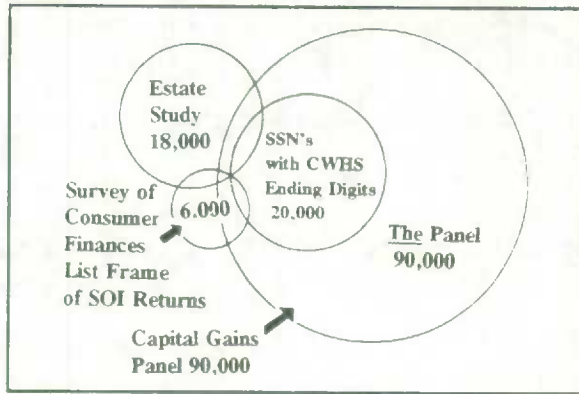 Estate
Study
18,000
SSN's
with CWHS
Ending Digits
20,000
6,000
Survey of
Consumer
Finances
List Frame
of SOI Returns
The Panel
90,000
Capital Gains
Panel 90,000